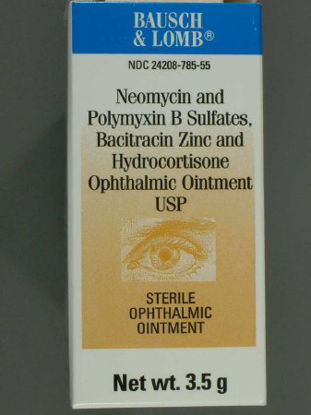 BAUSCH
& LOMB®
NDC 24208-785-55
Neomycin and
Polymyxin B Sulfates,
Bacitracin Zinc and
Hydrocortisone
Ophthalmic Ointment
USP
STERILE
OPHTHALMIC
OINTMENT
Net wt. 3.5 g